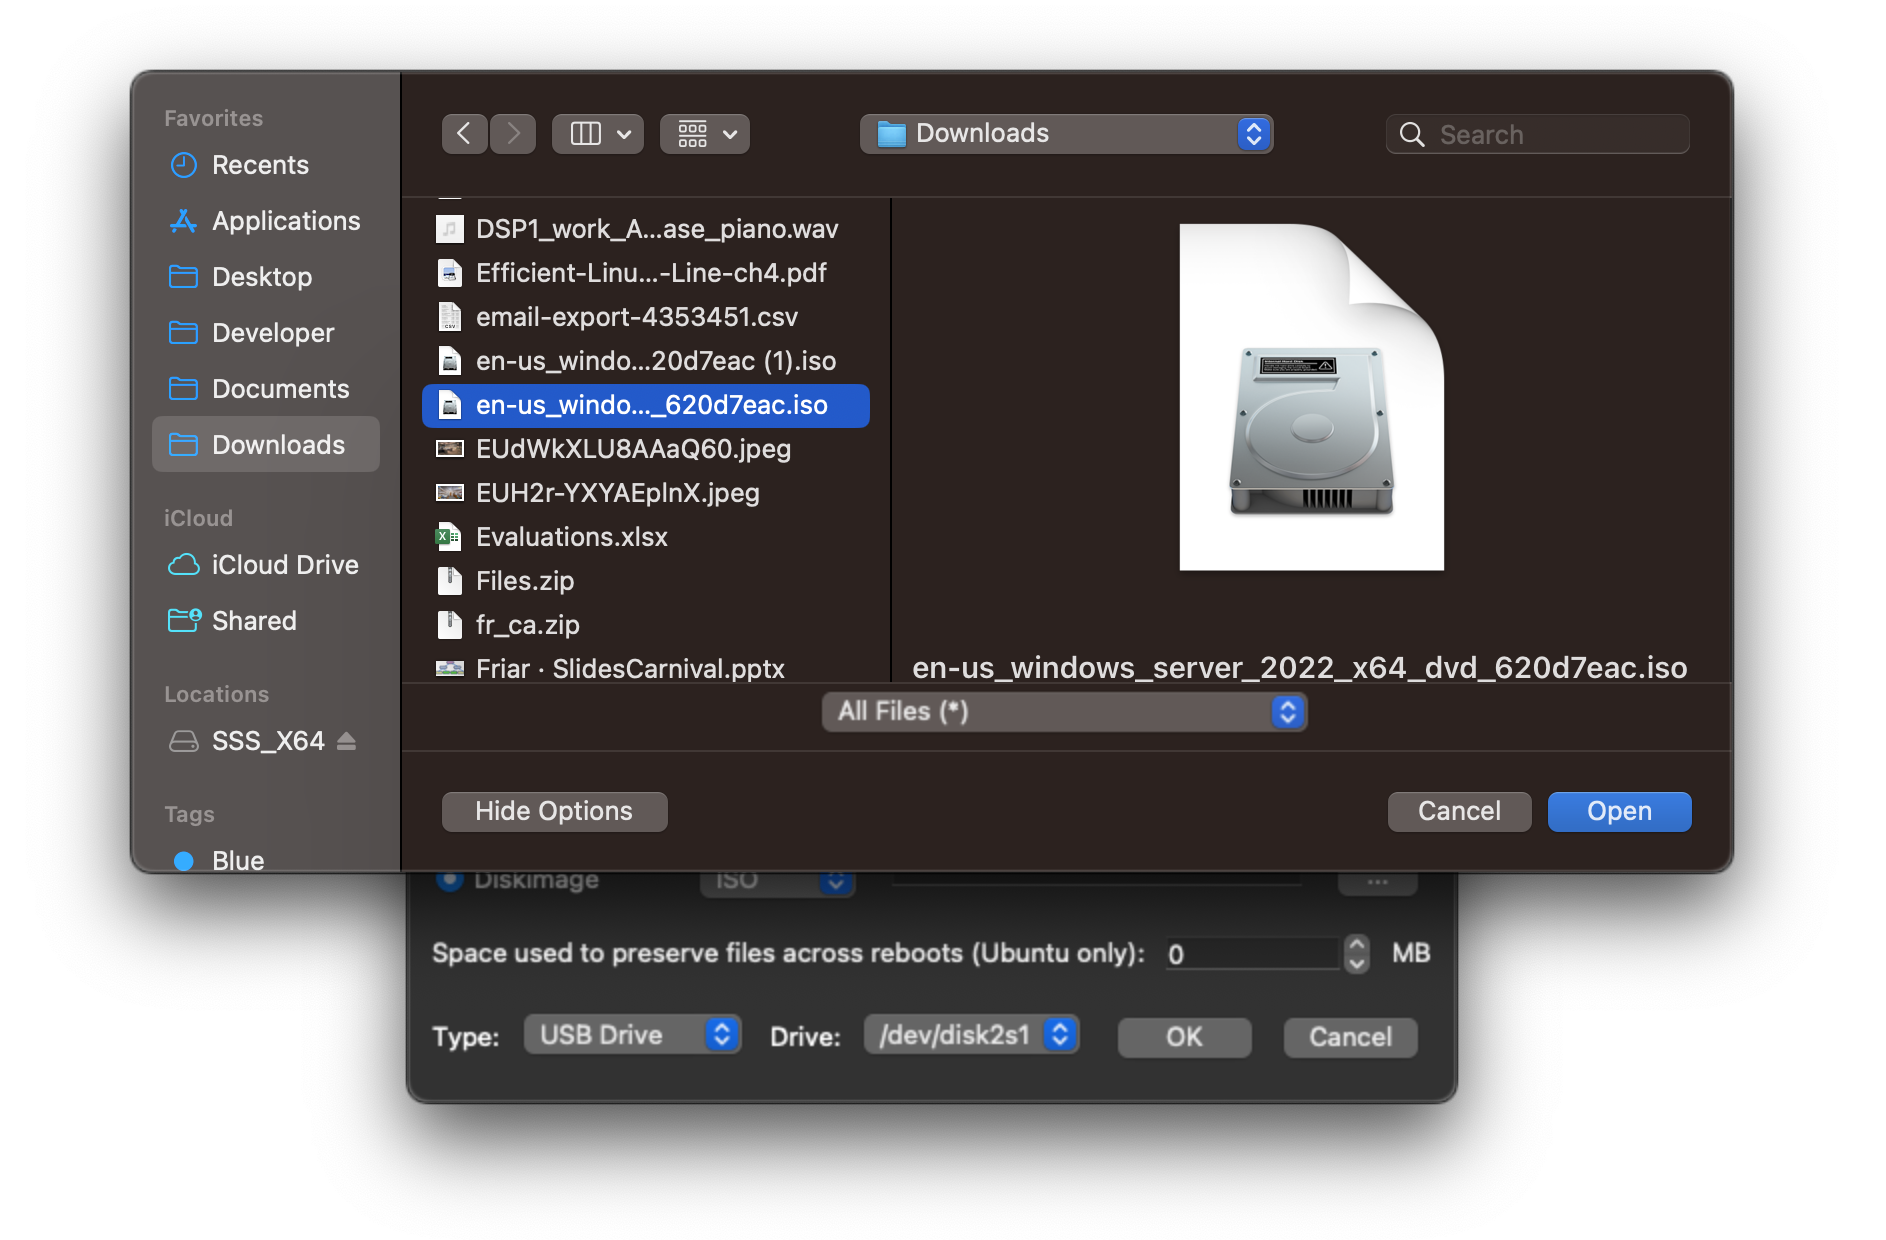 Favorites
Recents
Applications
Desktop
Developer
Documents
Downloads
iCloud
iCloud Drive
Shared
Locations
SSS_X64
Tags
Blue
Downloads
Search
DSP1_work_A...ase_piano.wav
Efficient-Linu...-Line-ch4.pdf
email-export-4353451.csv
en-us_windo...20d7eac (1).iso
en-us_windo..._620d7eac.iso
EUdWkXLU8AAaQ60.jpeg
EUH2r-YXYAEplnX.jpeg
Evaluations.xlsx
Files.zip
fr_ca.zip
Friar · SlidesCarnival.pptx
en-us_windows_server_2022_x64_dvd_620d7eac.iso
All Files (*)
Hide Options
Cancel
Open
Diskimage
ISO
...
Space used to preserve files across reboots (Ubuntu only):
0
MB
Type:
USB Drive
Drive:
/dev/disk2s1
OK
Cancel